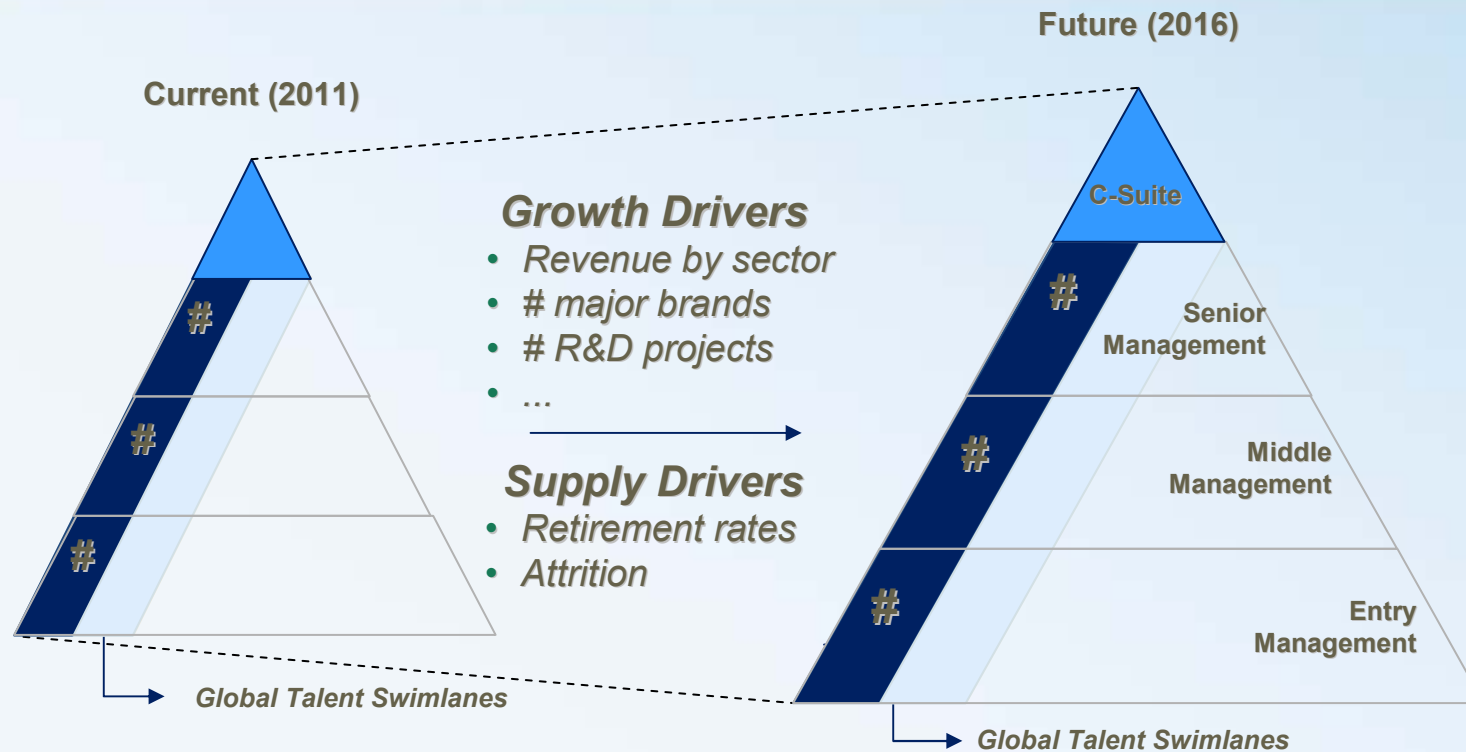 Future (2016)
Current (2011)
C-Suite
Growth Drivers
• Revenue by sector
• # major brands
• # R&D projects
• ...
Supply Drivers
• Retirement rates
• Attrition
#
#
#
#
Senior
Management
#
Middle
Management
#
Entry
Management
Global Talent Swimlanes
Global Talent Swimlanes